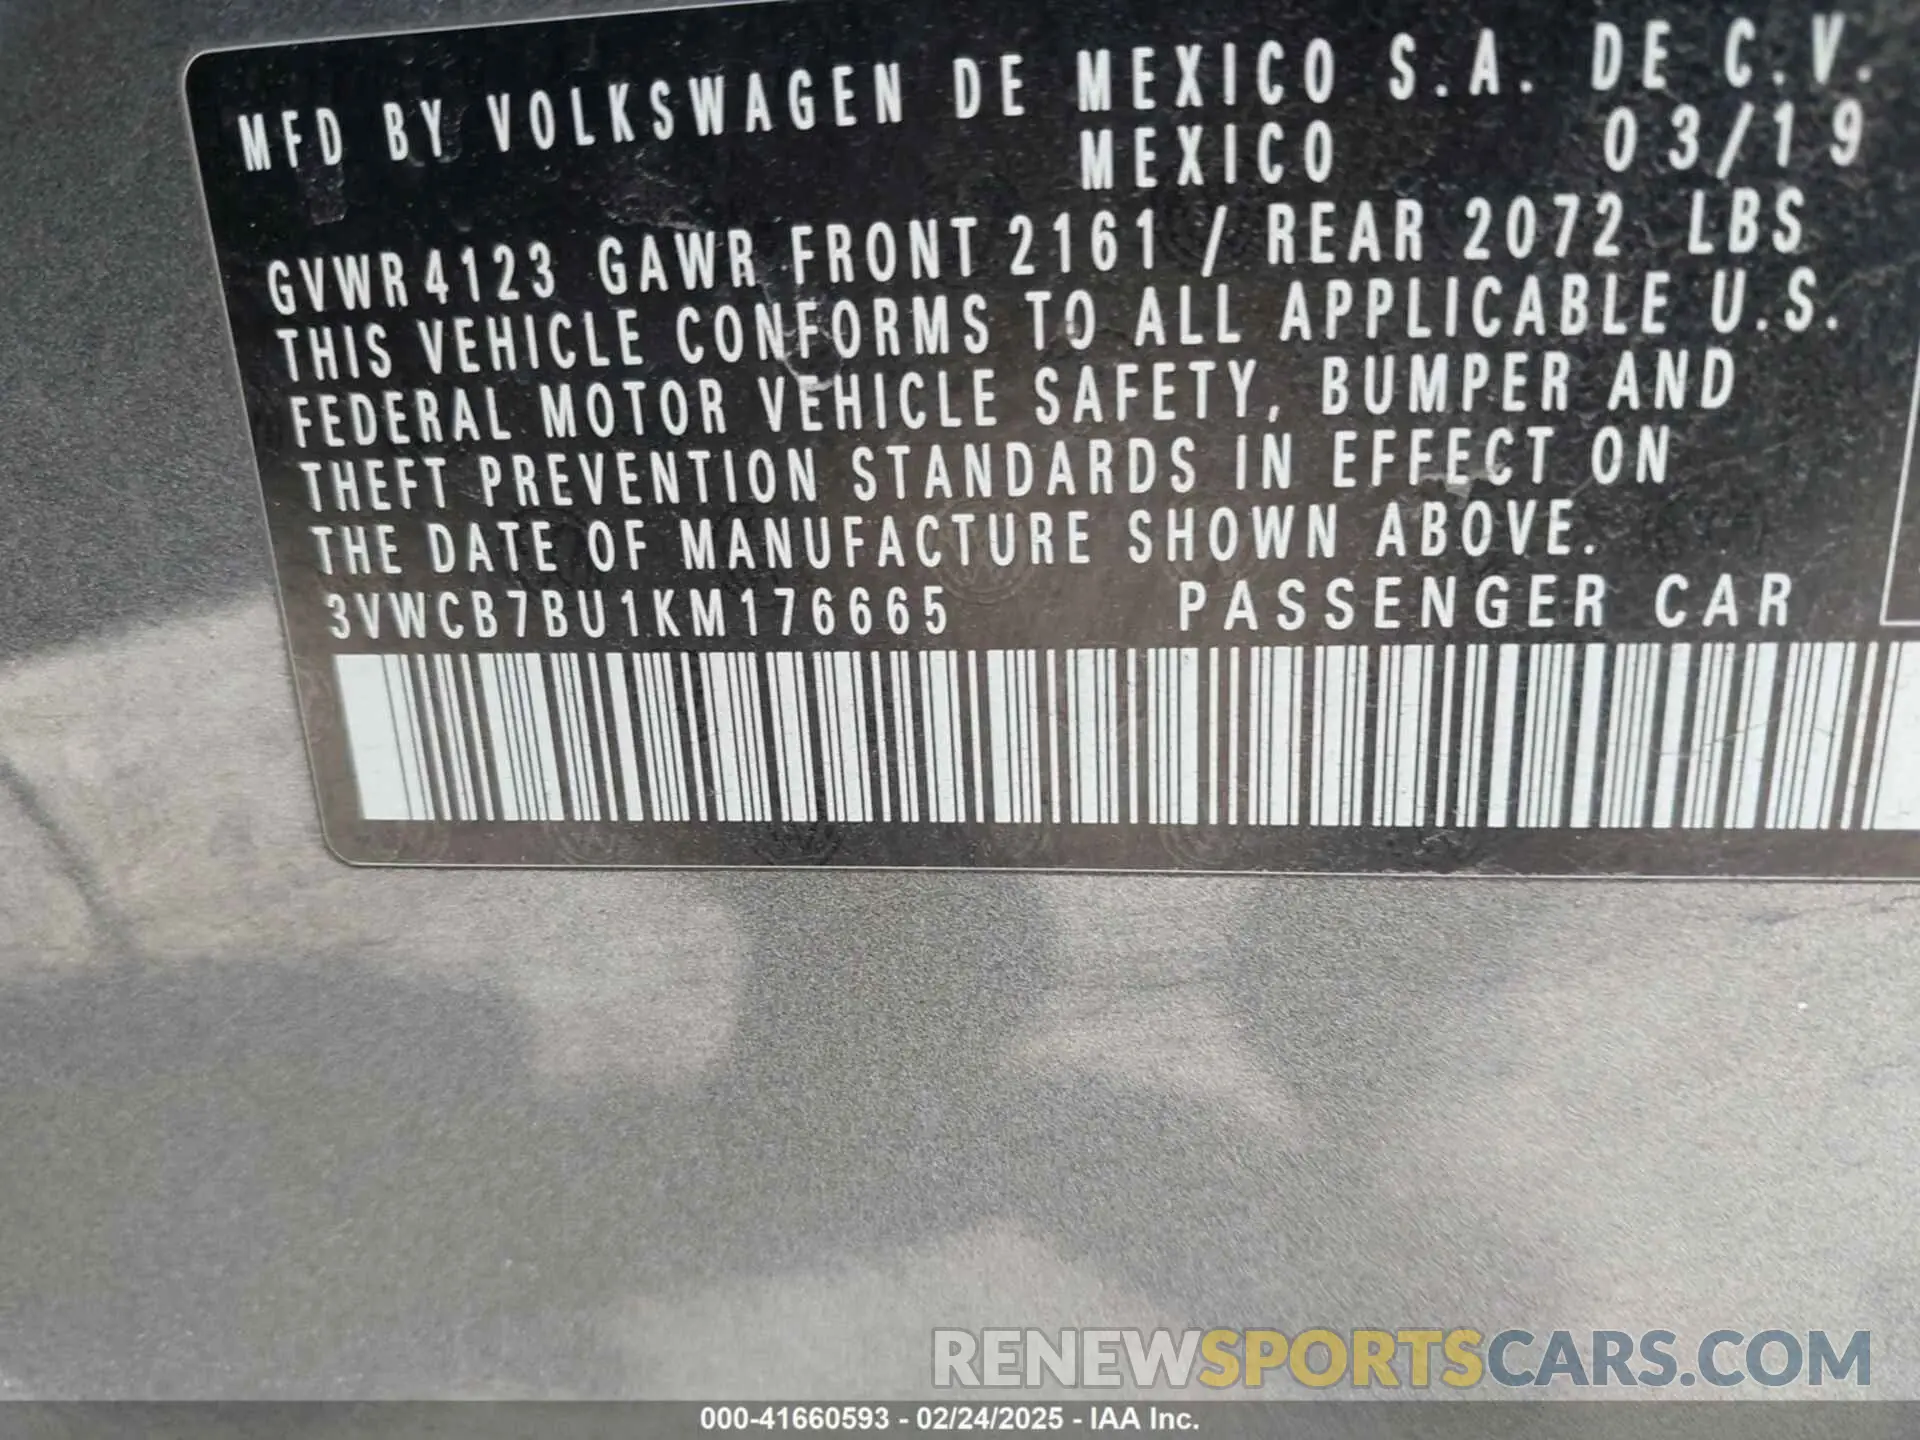 MFD BY VOLKSWAGEN DE MEXICO S.A. DE C.V.
MEXICO 03/19
GVWR 4123 GAWR FRONT 2161 / REAR 2072 LBS
THIS VEHICLE CONFORMS TO ALL APPLICABLE U.S.
FEDERAL MOTOR VEHICLE SAFETY, BUMPER AND
THEFT PREVENTION STANDARDS IN EFFECT ON
THE DATE OF MANUFACTURE SHOWN ABOVE.
3VWCB7BU1KM176665 PASSENGER CAR
RENEWSPORTSCARS.COM
000-41660593 - 02/24/2025 - IAA Inc.